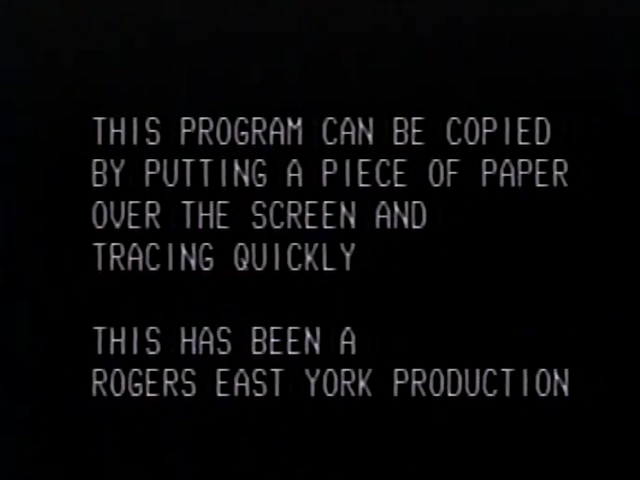 THIS PROGRAM CAN BE COPIED
BY PUTTING A PIECE OF PAPER
OVER THE SCREEN AND
TRACING QUICKLY
THIS HAS BEEN A
ROGERS EAST YORK PRODUCTION